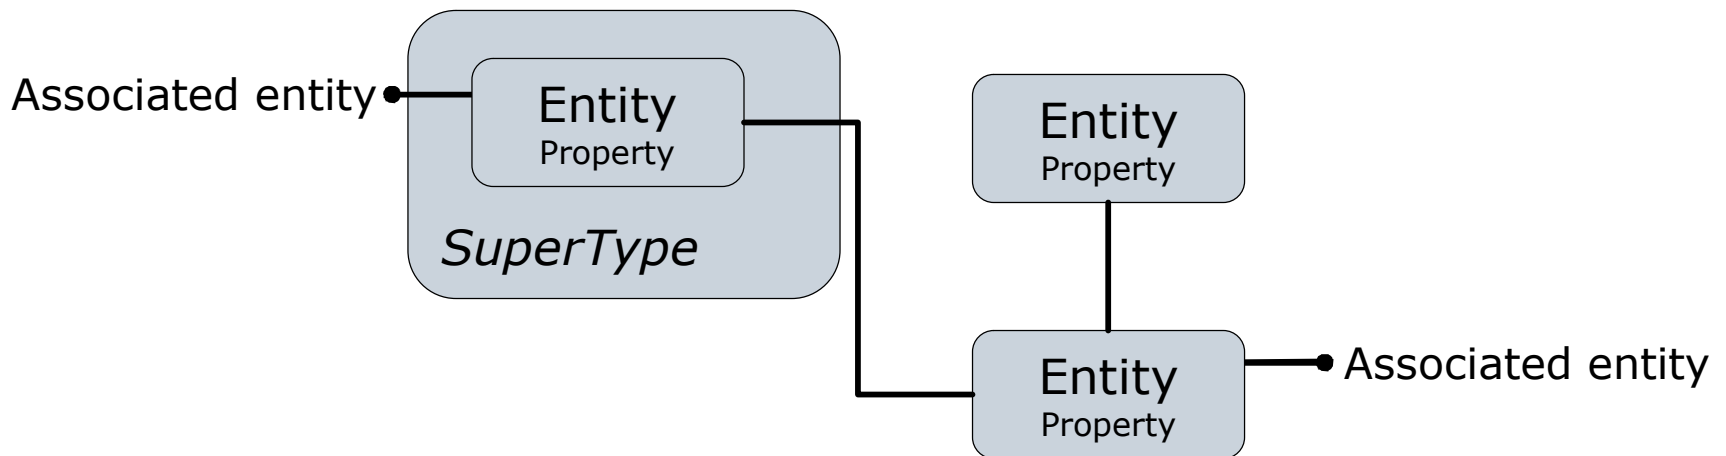 Associated entity
Entity
Property
SuperType
Entity
Property
Entity
Property
Associated entity